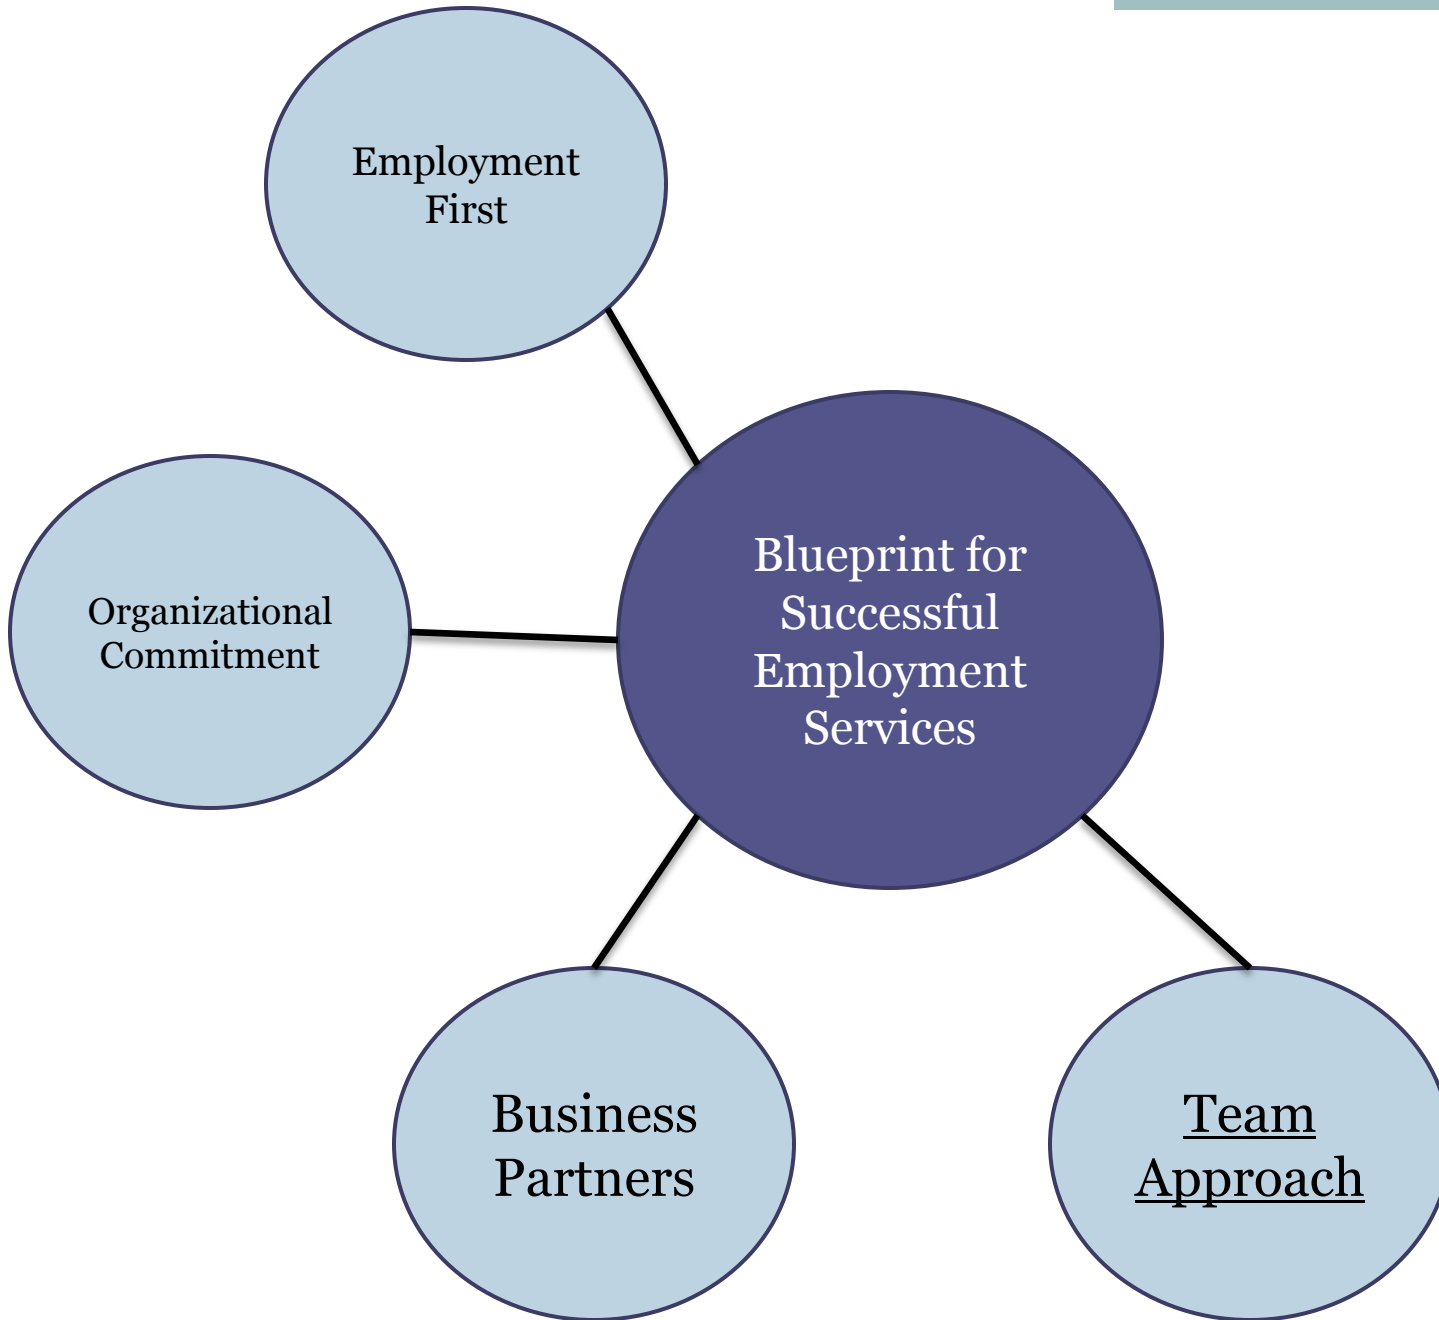 Employment
First
Blueprint for
Successful
Employment
Services
Organizational
Commitment
Business
Partners
Team
Approach